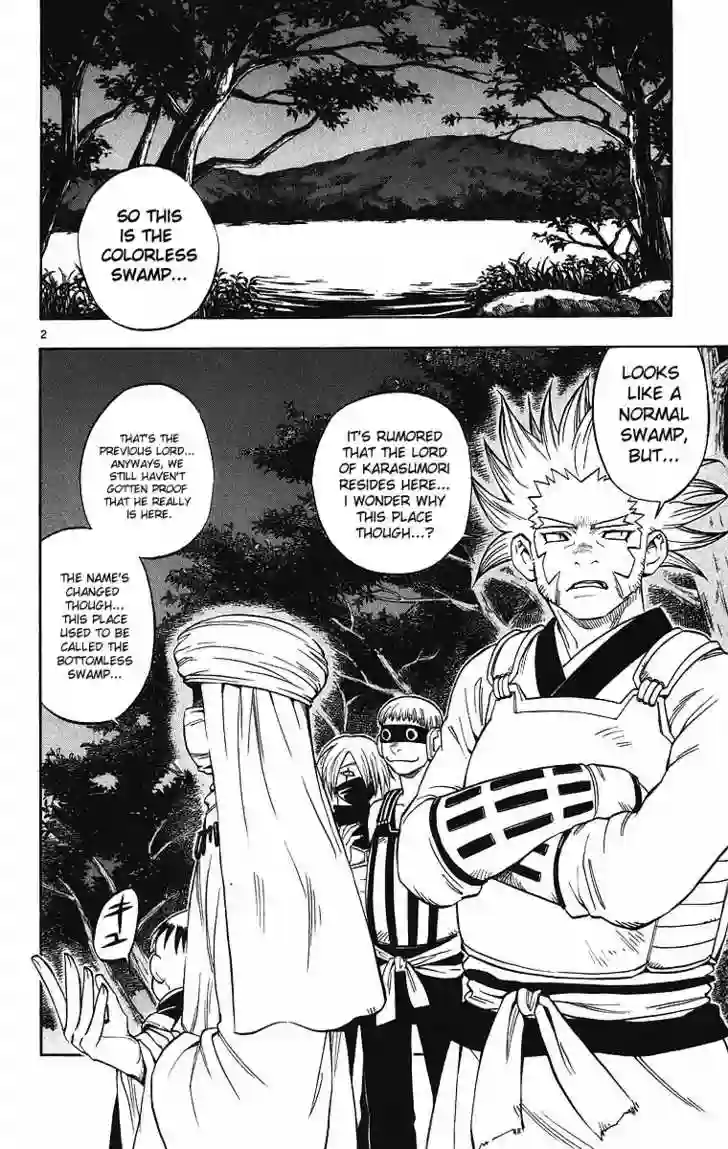 SO THIS
IS THE
COLORLESS
SWAMP...
2
LOOKS
LIKE A
NORMAL
SWAMP,
BUT...
IT'S RUMORED
THAT THE LORD
OF KARASUMORI
RESIDES HERE...
I WONDER WHY
THIS PLACE
THOUGH...?
THAT'S THE
PREVIOUS LORD...
ANYWAYS, WE
STILL HAVEN'T
GOTTEN PROOF
THAT HE REALLY
IS HERE.
THE NAME'S
CHANGED
THOUGH...
THIS PLACE
USED TO BE
CALLED THE
BOTTOMLESS
SWAMP...
キュ